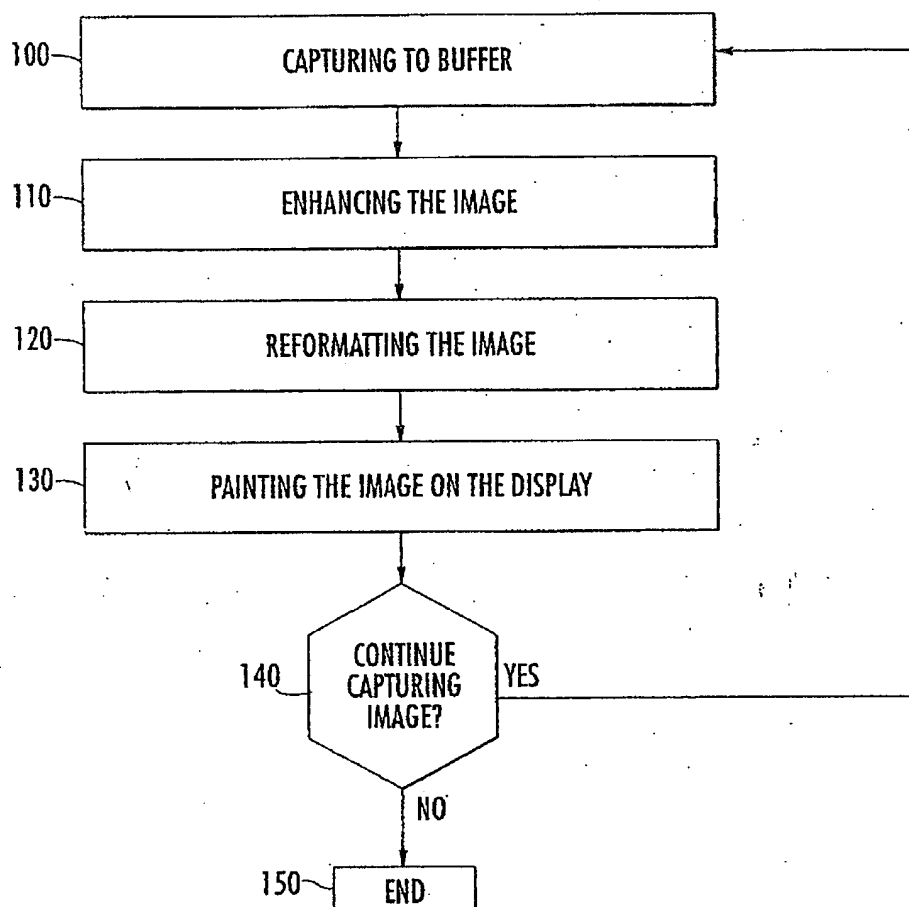 100
CAPTURING TO BUFFER
110
ENHANCING THE IMAGE
120
REFORMATTING THE IMAGE
130
PAINTING THE IMAGE ON THE DISPLAY
140
CONTINUE
CAPTURING
IMAGE?
YES
NO
150
END